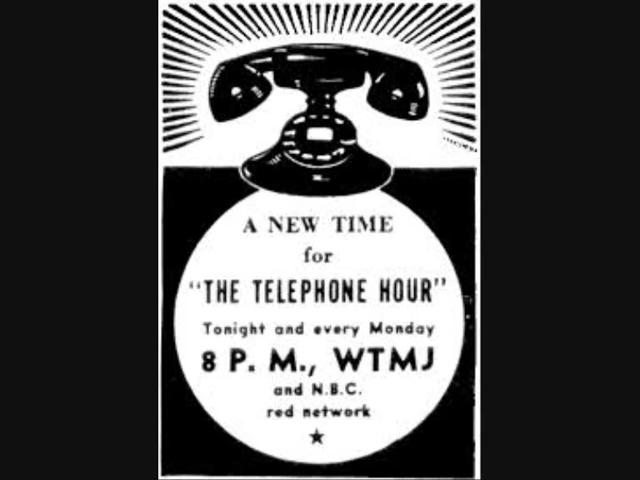 A NEW TIME
for
"THE TELEPHONE HOUR"
Tonight and every Monday
8 P. M., WTMJ
and N.B.C.
red network